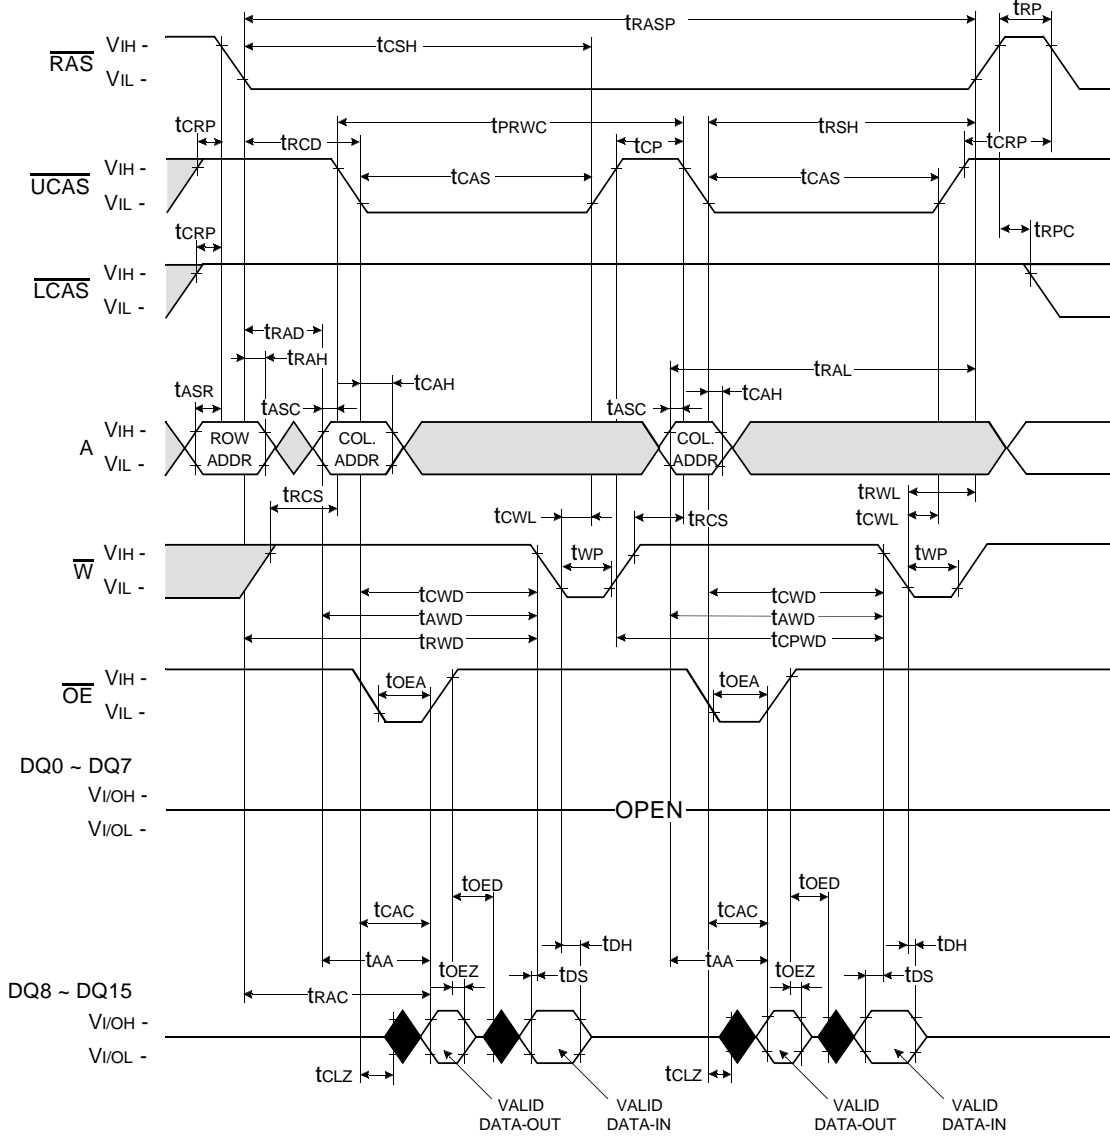 tRASP
tRP
tCSH
RAS
VIH -
VIL -
tCRP
tRCD
tPRWC
tCP
tRSH
tCRP
UCAS
VIH -
VIL -
tCAS
tCAS
tCRP
tRPC
LCAS
VIH -
VIL -
tRAD
tRAH
tASR
tASC
tCAH
tRAL
tASC
tCAH
A
VIH -
VIL -
ROW
ADDR
COL.
ADDR
COL.
ADDR
tRCS
tCWL
tRCS
tRWL
tCWL
W
VIH -
VIL -
tWP
tWP
tCWD
tCWD
tAWD
tAWD
tRWD
tCPWD
OE
VIH -
VIL -
tOEA
tOEA
DQ0 ~ DQ7
VI/OH -
VI/OL -
OPEN
tOED
tOED
tCAC
tCAC
tDH
tDH
tAA
tOEZ
tDS
tAA
tOEZ
tDS
DQ8 ~ DQ15
tRAC
VI/OH -
VI/OL -
tCLZ
tCLZ
VALID
DATA-OUT
VALID
DATA-IN
VALID
DATA-OUT
VALID
DATA-IN